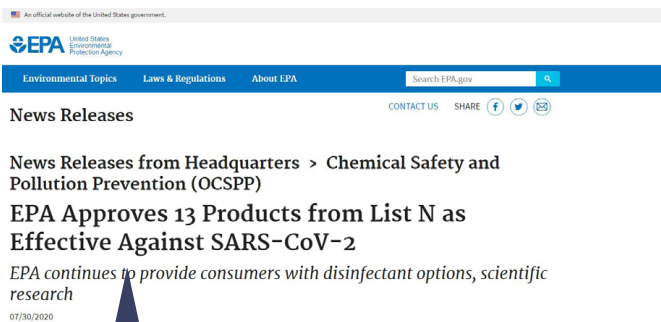 An official website of the United States government.
EPA United States
Environmental
Protection Agency
Environmental Topics Laws & Regulations About EPA Search EPA.gov
CONTACT US SHARE
News Releases
News Releases from Headquarters > Chemical Safety and
Pollution Prevention (OCSPP)
EPA Approves 13 Products from List N as
Effective Against SARS-CoV-2
EPA continues to provide consumers with disinfectant options, scientific
research
07/30/2020